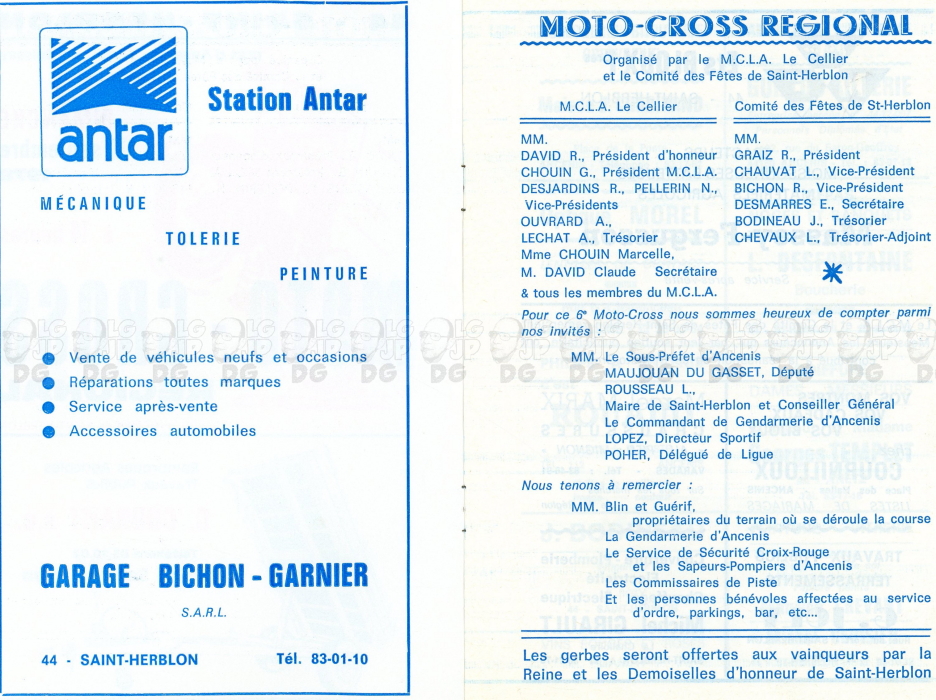 antar
Station Antar
MÉCANIQUE
TOLERIE
PEINTURE
Vente de véhicules neufs et occasions
Réparations toutes marques
Service après-vente
Accessoires automobiles
GARAGE BICHON - GARNIER
S.A.R.L.
44 - SAINT-HERBLON Tél. 83-01-10
MOTO-CROSS REGIONAL
Organisé par le M.C.L.A. Le Cellier
et le Comité des Fêtes de Saint-Herblon
M.C.L.A. Le Cellier
MM.
DAVID R., Président d'honneur
CHOUIN G., Président M.C.L.A.
DESJARDINS R., PELLERIN N.,
Vice-Présidents
OUVRARD A.,
LECHAT A., Trésorier
Mme CHOUIN Marcelle,
M. DAVID Claude Secrétaire
& tous les membres du M.C.L.A.
Comité des Fêtes de St-Herblon
MM.
GRAIZ R., Président
CHAUVAT L., Vice-Président
BICHON R., Vice-Président
DESMARRES E., Secrétaire
BODINEAU J., Trésorier
CHEVAUX L., Trésorier-Adjoint
Pour ce 6e Moto-Cross nous sommes heureux de compter parmi
nos invités :
MM. Le Sous-Préfet d'Ancenis
MAUJOUAN DU GASSET, Député
ROUSSEAU L.,
Maire de Saint-Herblon et Conseiller Général
Le Commandant de Gendarmerie d'Ancenis
LOPEZ, Directeur Sportif
POHER, Délégué de Ligue
Nous tenons à remercier :
MM. Blin et Guérif,
propriétaires du terrain où se déroule la course
La Gendarmerie d'Ancenis
Le Service de Sécurité Croix-Rouge
et les Sapeurs-Pompiers d'Ancenis
Les Commissaires de Piste
Et les personnes bénévoles affectées au service
d'ordre, parkings, bar, etc...
Les gerbes seront offertes aux vainqueurs par la
Reine et les Demoiselles d'honneur de Saint-Herblon
LG JP DG